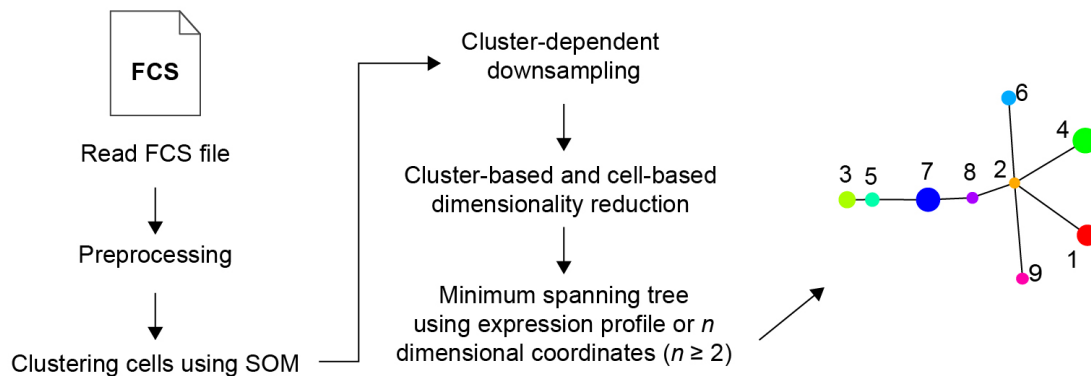 FCS
Read FCS file
Preprocessing
Clustering cells using SOM
Cluster-dependent
downsampling
Cluster-based and cell-based
dimensionality reduction
Minimum spanning tree
using expression profile or n
dimensional coordinates (n ≥ 2)
6
4
3 5 7 8 2
1
9